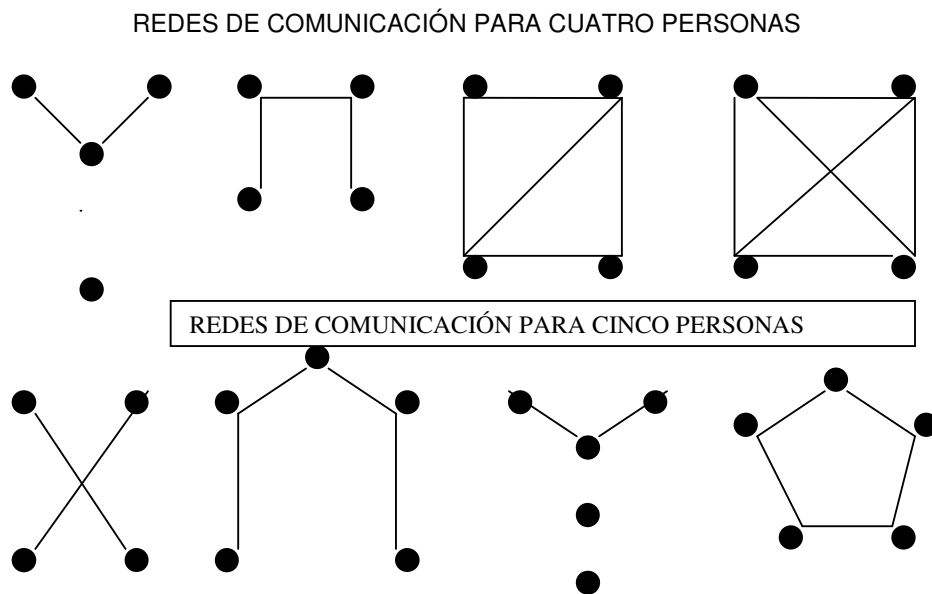 REDES DE COMUNICACIÓN PARA CUATRO PERSONAS
REDES DE COMUNICACIÓN PARA CINCO PERSONAS